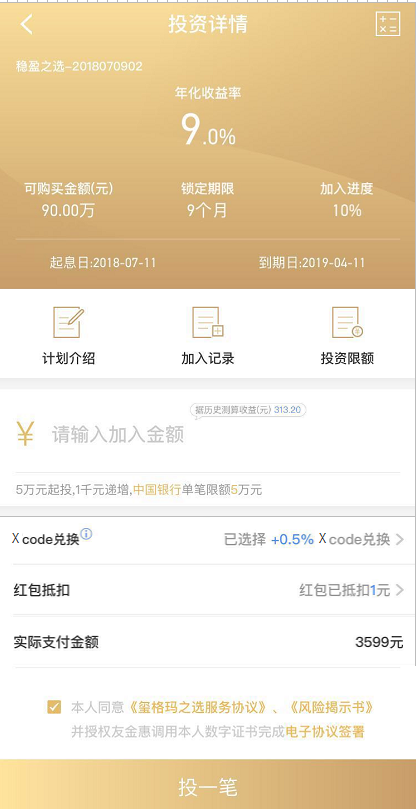 投资详情
稳盈之选-2018070902
年化收益率
9.0%
可购买金额(元) 锁定期限 加入进度
90.00万 9个月 10%
起息日:2018-07-11 到期日:2019-04-11
计划介绍 加入记录 投资限额
据历史测算收益(元) 313.20
¥ 请输入加入金额
5万元起投,1千元递增,中国银行单笔限额5万元
X code兑换 已选择 +0.5% X code兑换
红包抵扣 红包已抵扣1元
实际支付金额 3599元
本人同意《玺格玛之选服务协议》、《风险揭示书》
并授权友金惠调用本人数字证书完成电子协议签署
投一笔